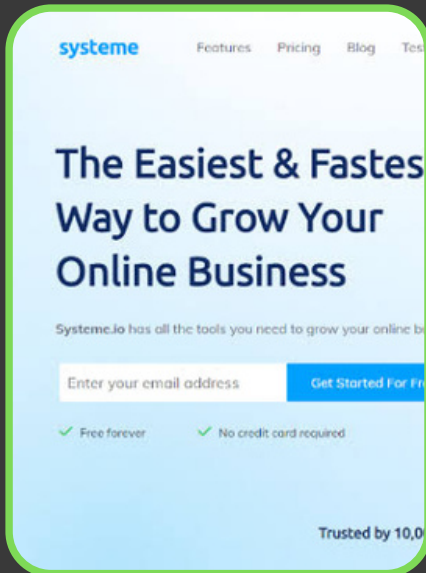 systeme Features Pricing Blog Tes
The Easiest & Fastes
Way to Grow Your
Online Business
Systeme.io has all the tools you need to grow your online b
Enter your email address Get Started For Fr
Free forever No credit card required
Trusted by 10,0